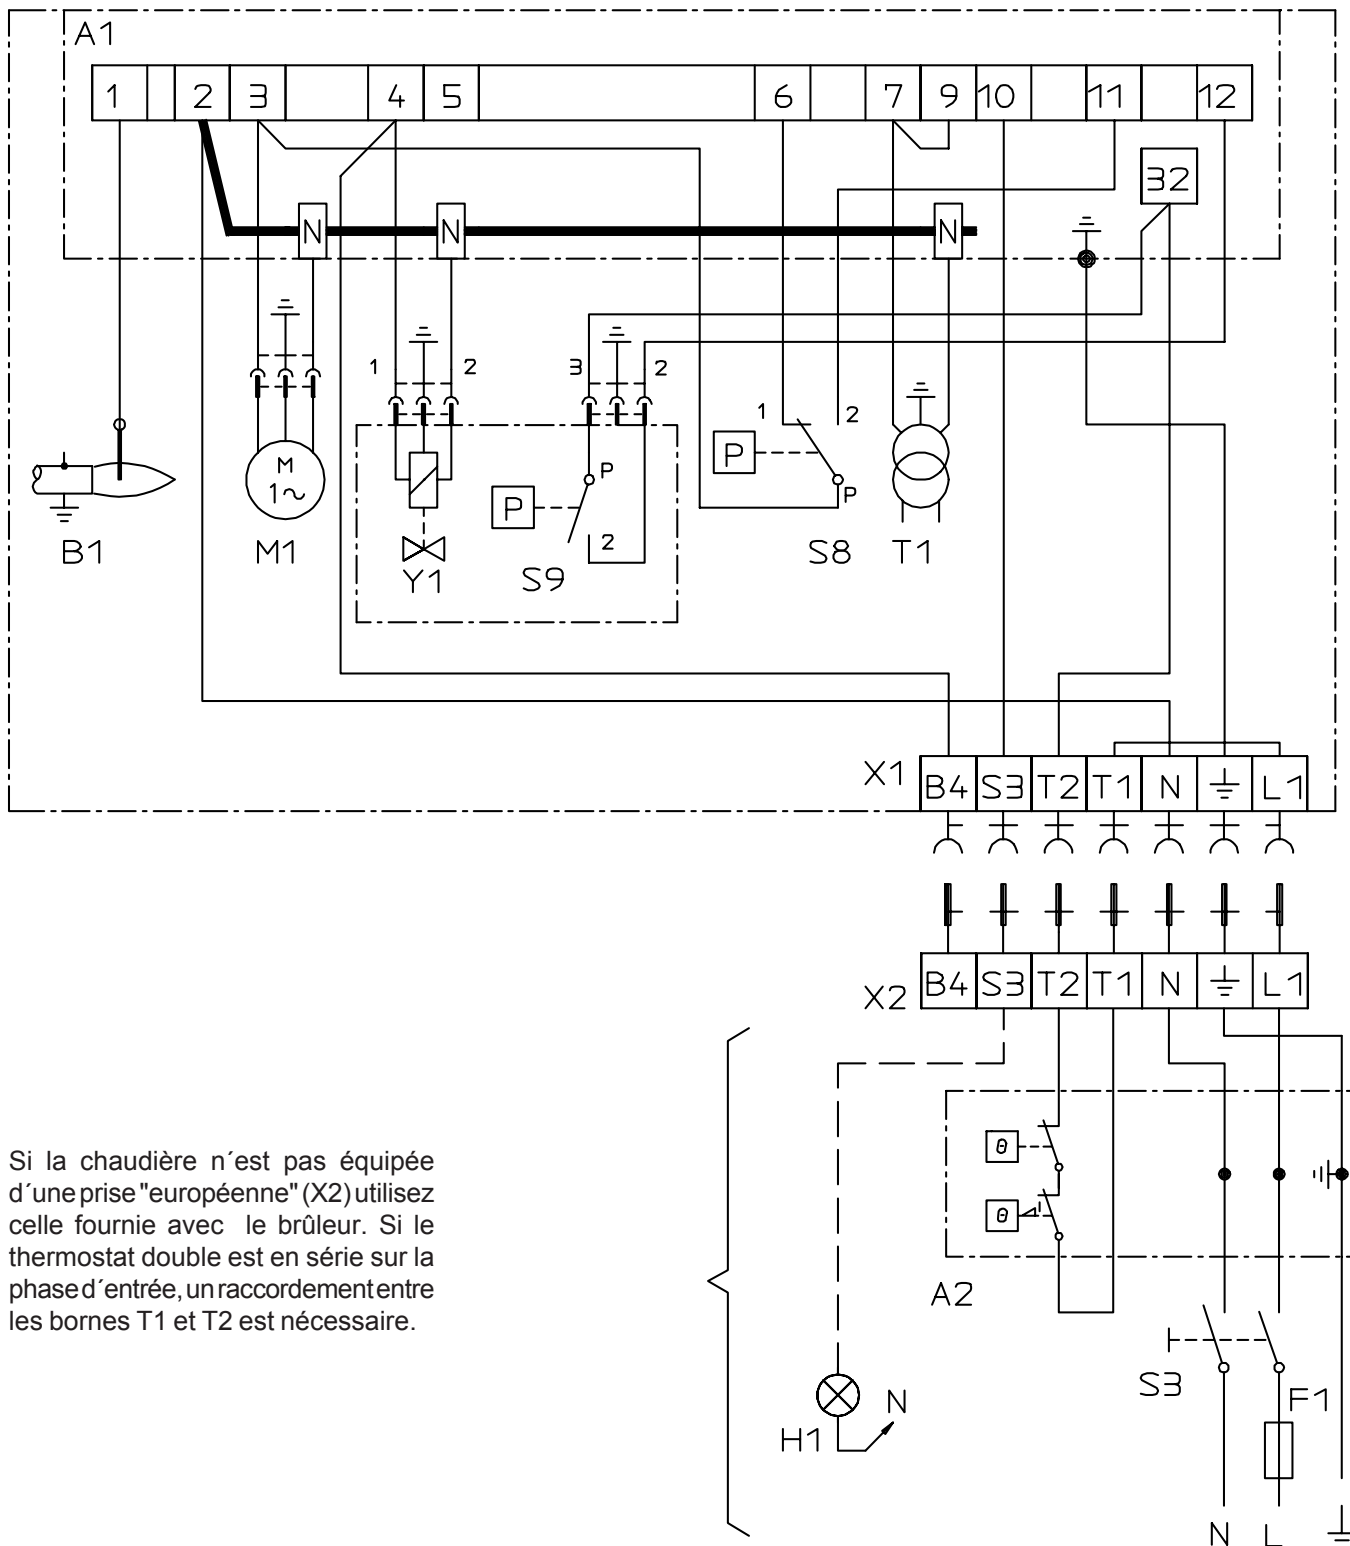 A1
1 2 3 4 5 6 7 9 10 11 12
32
N N N
1 2 3 2
1 2
M
1~
P P
P P
2
B1 M1 Y1 S9 S8 T1
X1 B4 S3 T2 T1 N L1
X2 B4 S3 T2 T1 N L1
θ
θ
A2
Si la chaudière n´est pas équipée
d´une prise "européenne" (X2) utilisez
celle fournie avec le brûleur. Si le
thermostat double est en série sur la
phase d´entrée, un raccordement entre
les bornes T1 et T2 est nécessaire.
S3 F1
H1 N
N L